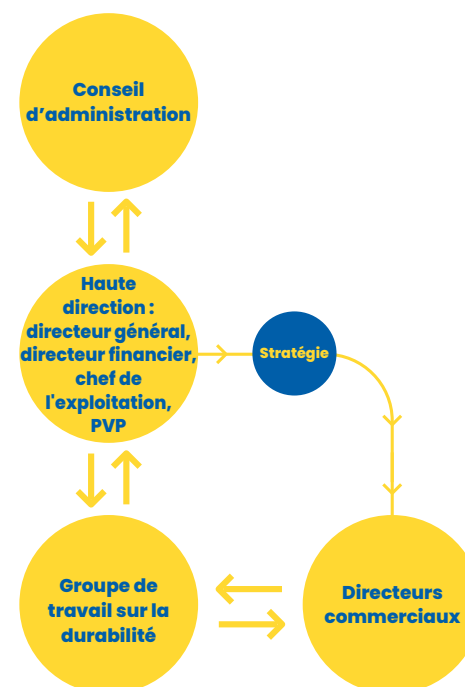 Conseil
d’administration
Haute
direction :
directeur général,
directeur financier,
chef de
l'exploitation,
PVP
Stratégie
Groupe de
travail sur la
durabilité
Directeurs
commerciaux